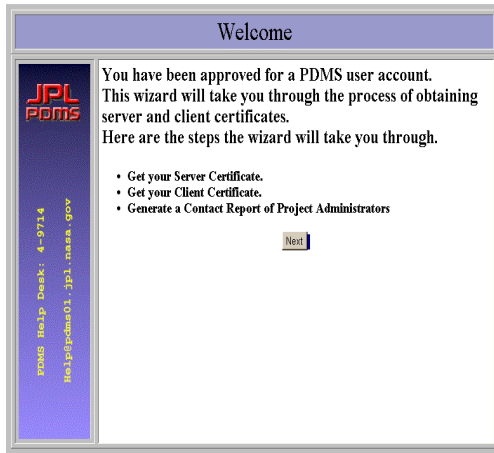 Welcome
JPL
PDMS
PDMS Help Desk: 4-9714
Help@pdms01.jpl.nasa.gov
You have been approved for a PDMS user account.
This wizard will take you through the process of obtaining
server and client certificates.
Here are the steps the wizard will take you through.
• Get your Server Certificate.
• Get your Client Certificate.
• Generate a Contact Report of Project Administrators
Next